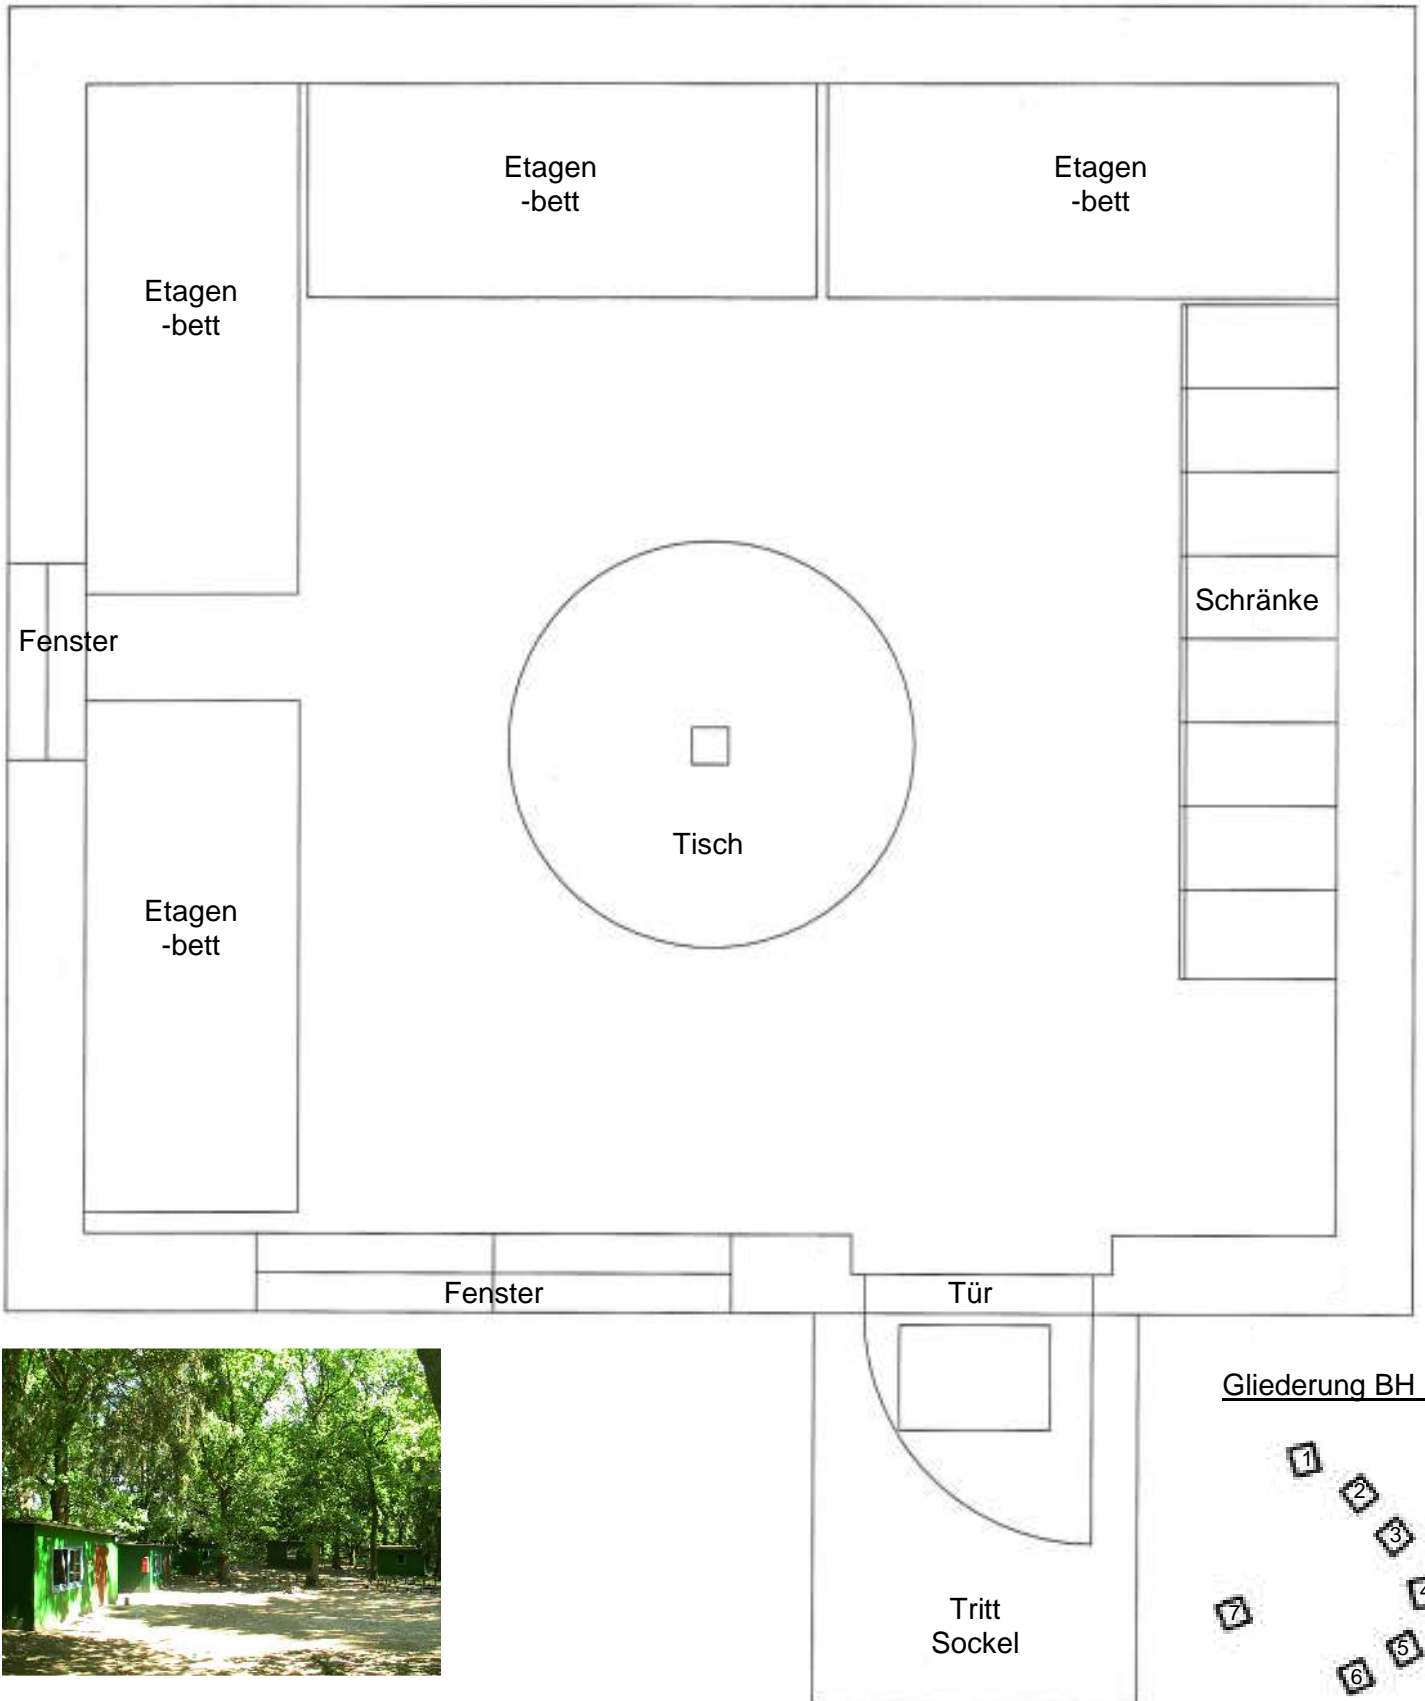 Etagen
-bett
Etagen
-bett
Etagen
-bett
Schränke
Fenster
Tisch
Etagen
-bett
Fenster
Tür
Gliederung BH
1
2
3
4
7
5
6
Tritt
Sockel